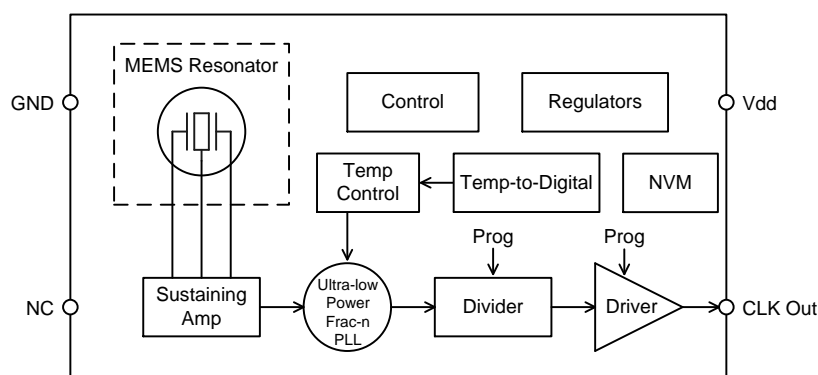 MEMS Resonator
GND
Control
Regulators
Vdd
Temp
Control
Temp-to-Digital
NVM
Prog
Prog
NC
Sustaining
Amp
Ultra-low
Power
Frac-n
PLL
Divider
Driver
CLK Out